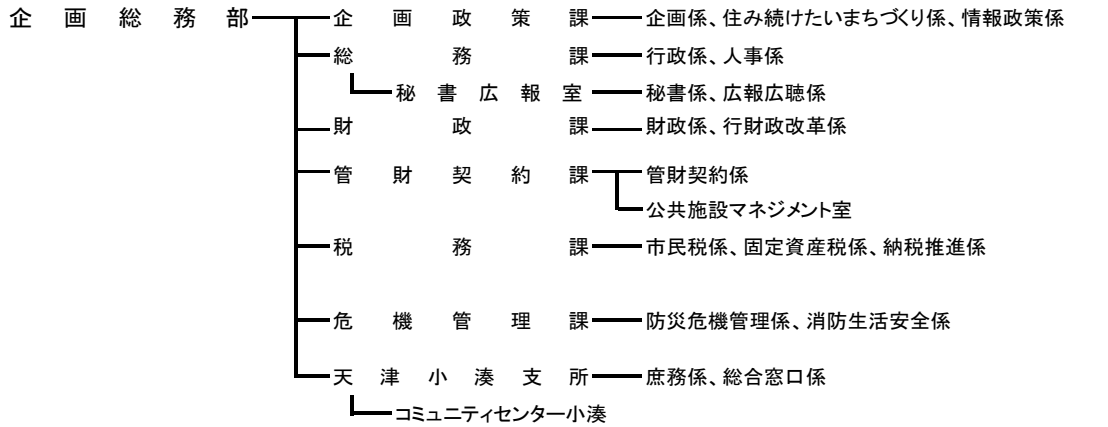 企画総務部 企画政策課 企画係、住み続けたいまちづくり係、情報政策係
総務課 行政係、人事係
秘書広報室 秘書係、広報広聴係
財政課 財政係、行財政改革係
管財契約課 管財契約係
公共施設マネジメント室
税務課 市民税係、固定資産税係、納税推進係
危機管理課 防災危機管理係、消防生活安全係
天津小湊支所 庶務係、総合窓口係
コミュニティセンター小湊